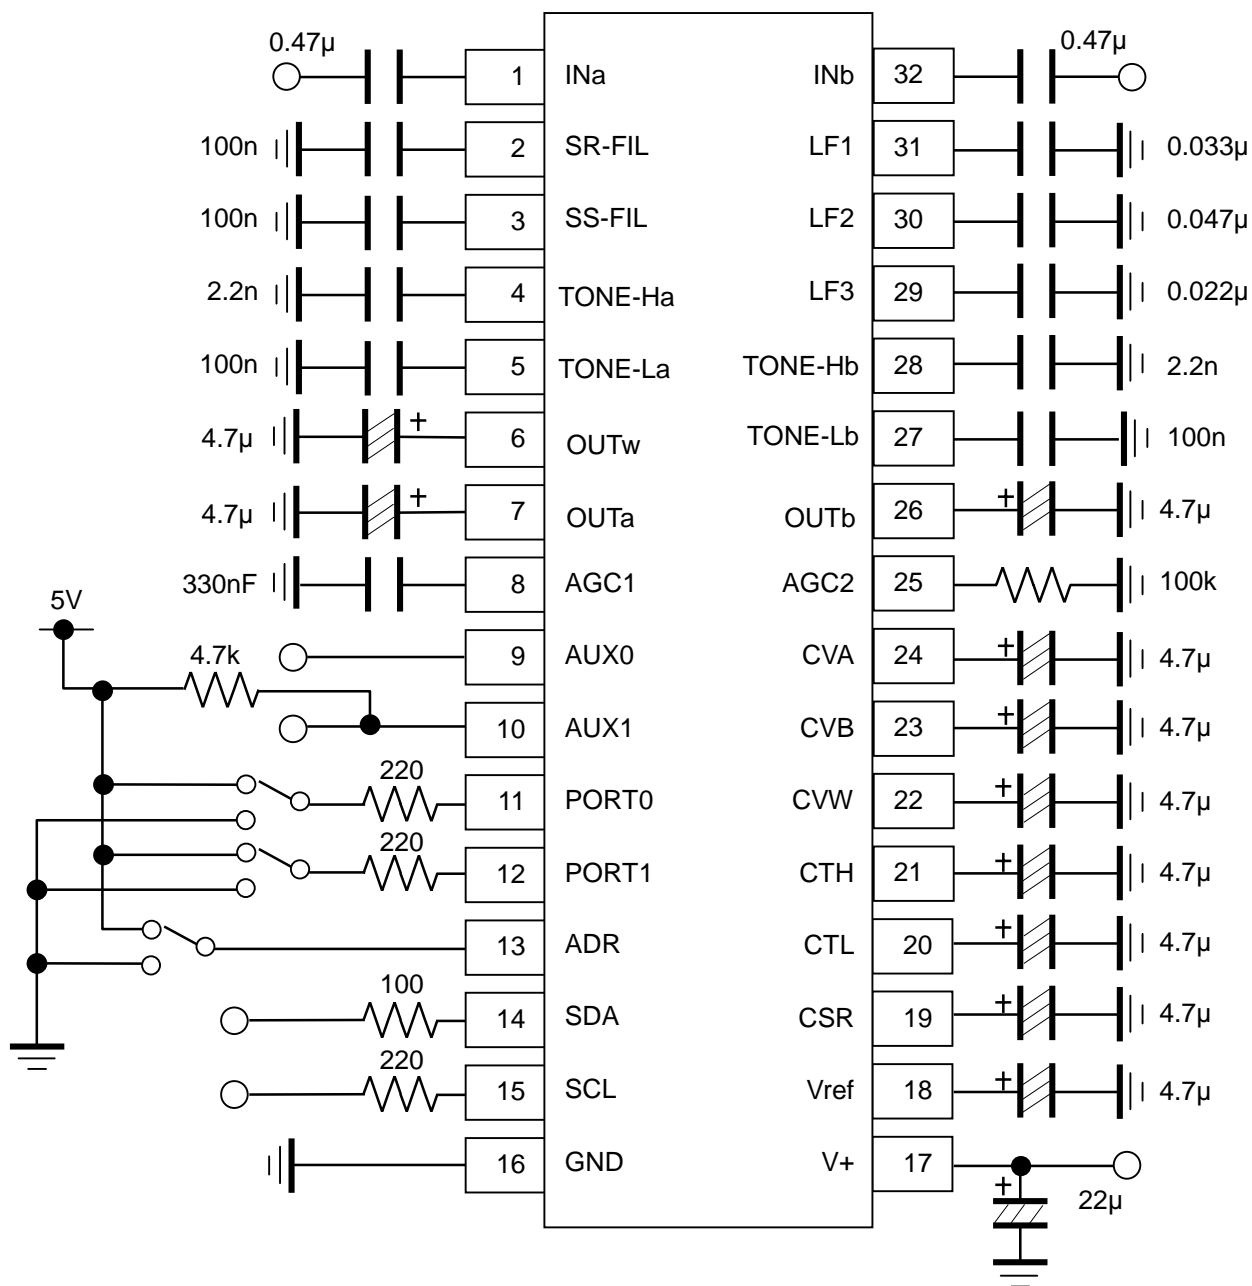 0.47µ 1 INa INb 32 0.47µ
100n 2 SR-FIL LF1 31 0.033µ
100n 3 SS-FIL LF2 30 0.047µ
2.2n 4 TONE-Ha LF3 29 0.022µ
100n 5 TONE-La TONE-Hb 28 2.2n
4.7µ + 6 OUTw TONE-Lb 27 100n
4.7µ + 7 OUTa OUTb 26 + 4.7µ
330nF 8 AGC1 AGC2 25 100k
5V
4.7k 9 AUX0 CVA 24 + 4.7µ
10 AUX1 CVB 23 + 4.7µ
220 11 PORT0 CVW 22 + 4.7µ
220 12 PORT1 CTH 21 + 4.7µ
13 ADR CTL 20 + 4.7µ
100 14 SDA CSR 19 + 4.7µ
220 15 SCL Vref 18 + 4.7µ
16 GND V+ 17
+ 22µ